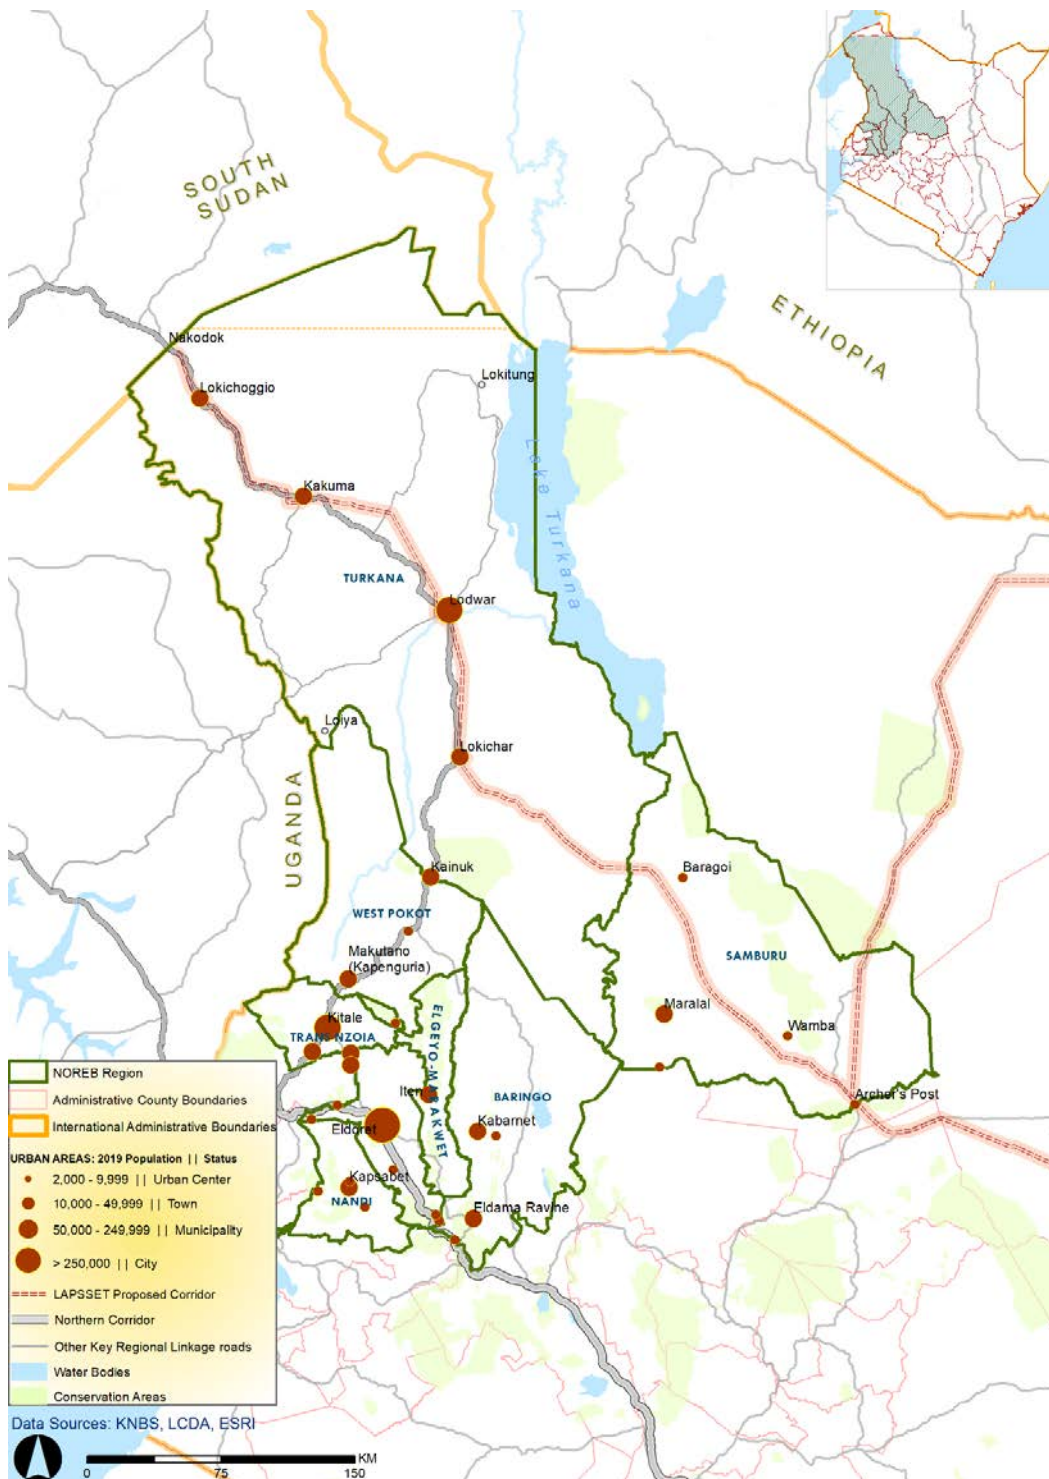 SOUTH
SUDAN
ETHIOPIA
Nakodok
Lokitung
Lokichoggio
Lake Turkana
Kakuma
TURKANA
Lodwar
Loiya
Lokichar
UGANDA
Kainuk
Baragoi
WEST POKOT
Makutano
(Kapenguria)
SAMBURU
ELGEYO-MARAKWET
Maralal
Kitale
Wamba
TRANS NZOIA
Iten
BARINGO
Archer's Post
Kabarnet
Eldoret
Kapsabet
NANDI
Eldama Ravine
NOREB Region
Administrative County Boundaries
International Administrative Boundaries
URBAN AREAS: 2019 Population || Status
2,000 - 9,999 || Urban Center
10,000 - 49,999 || Town
50,000 - 249,999 || Municipality
> 250,000 || City
LAPSSET Proposed Corridor
Northern Corridor
Other Key Regional Linkage roads
Water Bodies
Conservation Areas
Data Sources: KNBS, LCDA, ESRI
KM
0 75 150